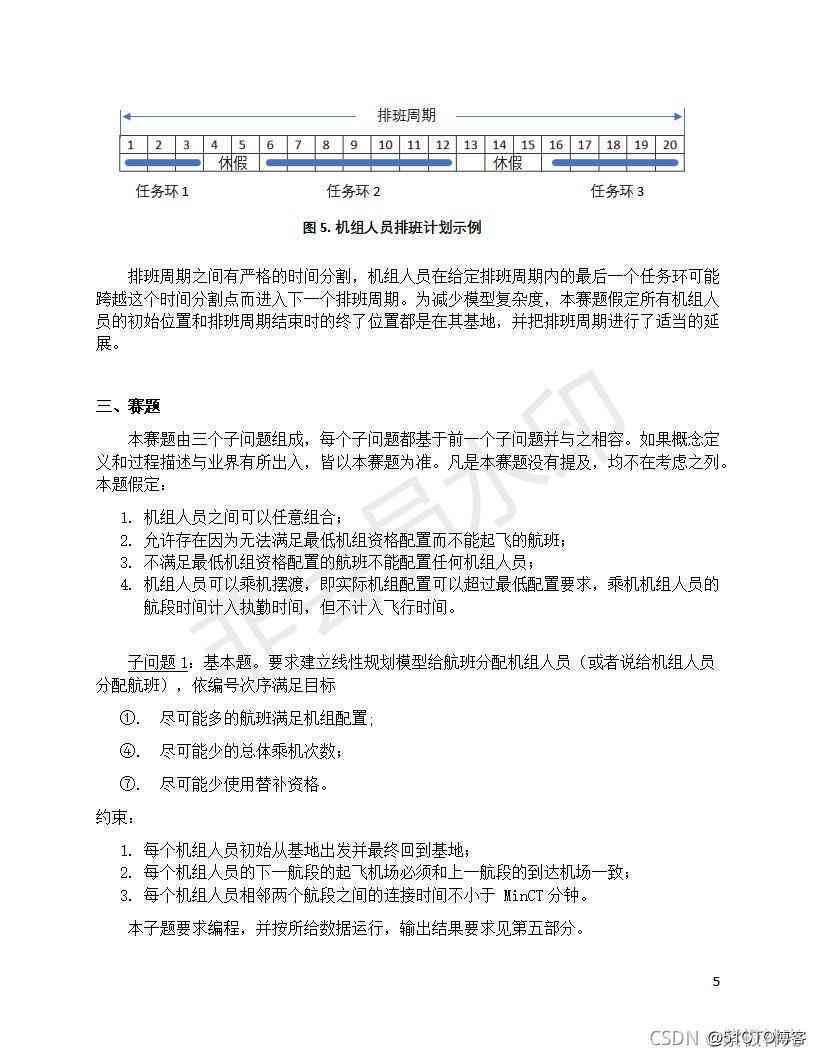 排班周期
1 2 3 4 5 6 7 8 9 10 11 12 13 14 15 16 17 18 19 20
休假 休假
任务环 1 任务环 2 任务环 3
图 5. 机组人员排班计划示例
排班周期之间有严格的时间分割，机组人员在给定排班周期内的最后一个任务环可能
跨越这个时间分割点而进入下一个排班周期。为减少模型复杂度，本赛题假定所有机组人
员的初始位置和排班周期结束时的终了位置都是在其基地，并把排班周期进行了适当的延
展。
三、赛题
本赛题由三个子问题组成，每个子问题都基于前一个子问题并与之相容。如果概念定
义和过程描述与业界有所出入，皆以本赛题为准。凡是本赛题没有提及，均不在考虑之列。
本题假定：
1. 机组人员之间可以任意组合；
2. 允许存在因为无法满足最低机组资格配置而不能起飞的航班；
3. 不满足最低机组资格配置的航班不能配置任何机组人员；
4. 机组人员可以乘机摆渡，即实际机组配置可以超过最低配置要求，乘机机组人员的
航段时间计入执勤时间，但不计入飞行时间。
子问题 1：基本题。要求建立线性规划模型给航班分配机组人员（或者说给机组人员
分配航班），依编号次序满足目标
①. 尽可能多的航班满足机组配置；
④. 尽可能少的总体乘机次数；
⑦. 尽可能少使用替补资格。
约束：
1. 每个机组人员初始从基地出发并最终回到基地；
2. 每个机组人员的下一航段的起飞机场必须和上一航段的到达机场一致；
3. 每个机组人员相邻两个航段之间的连接时间不小于 MinCT 分钟。
本子题要求编程，并按所给数据运行，输出结果要求见第五部分。
5
CSDN @51CTO博客